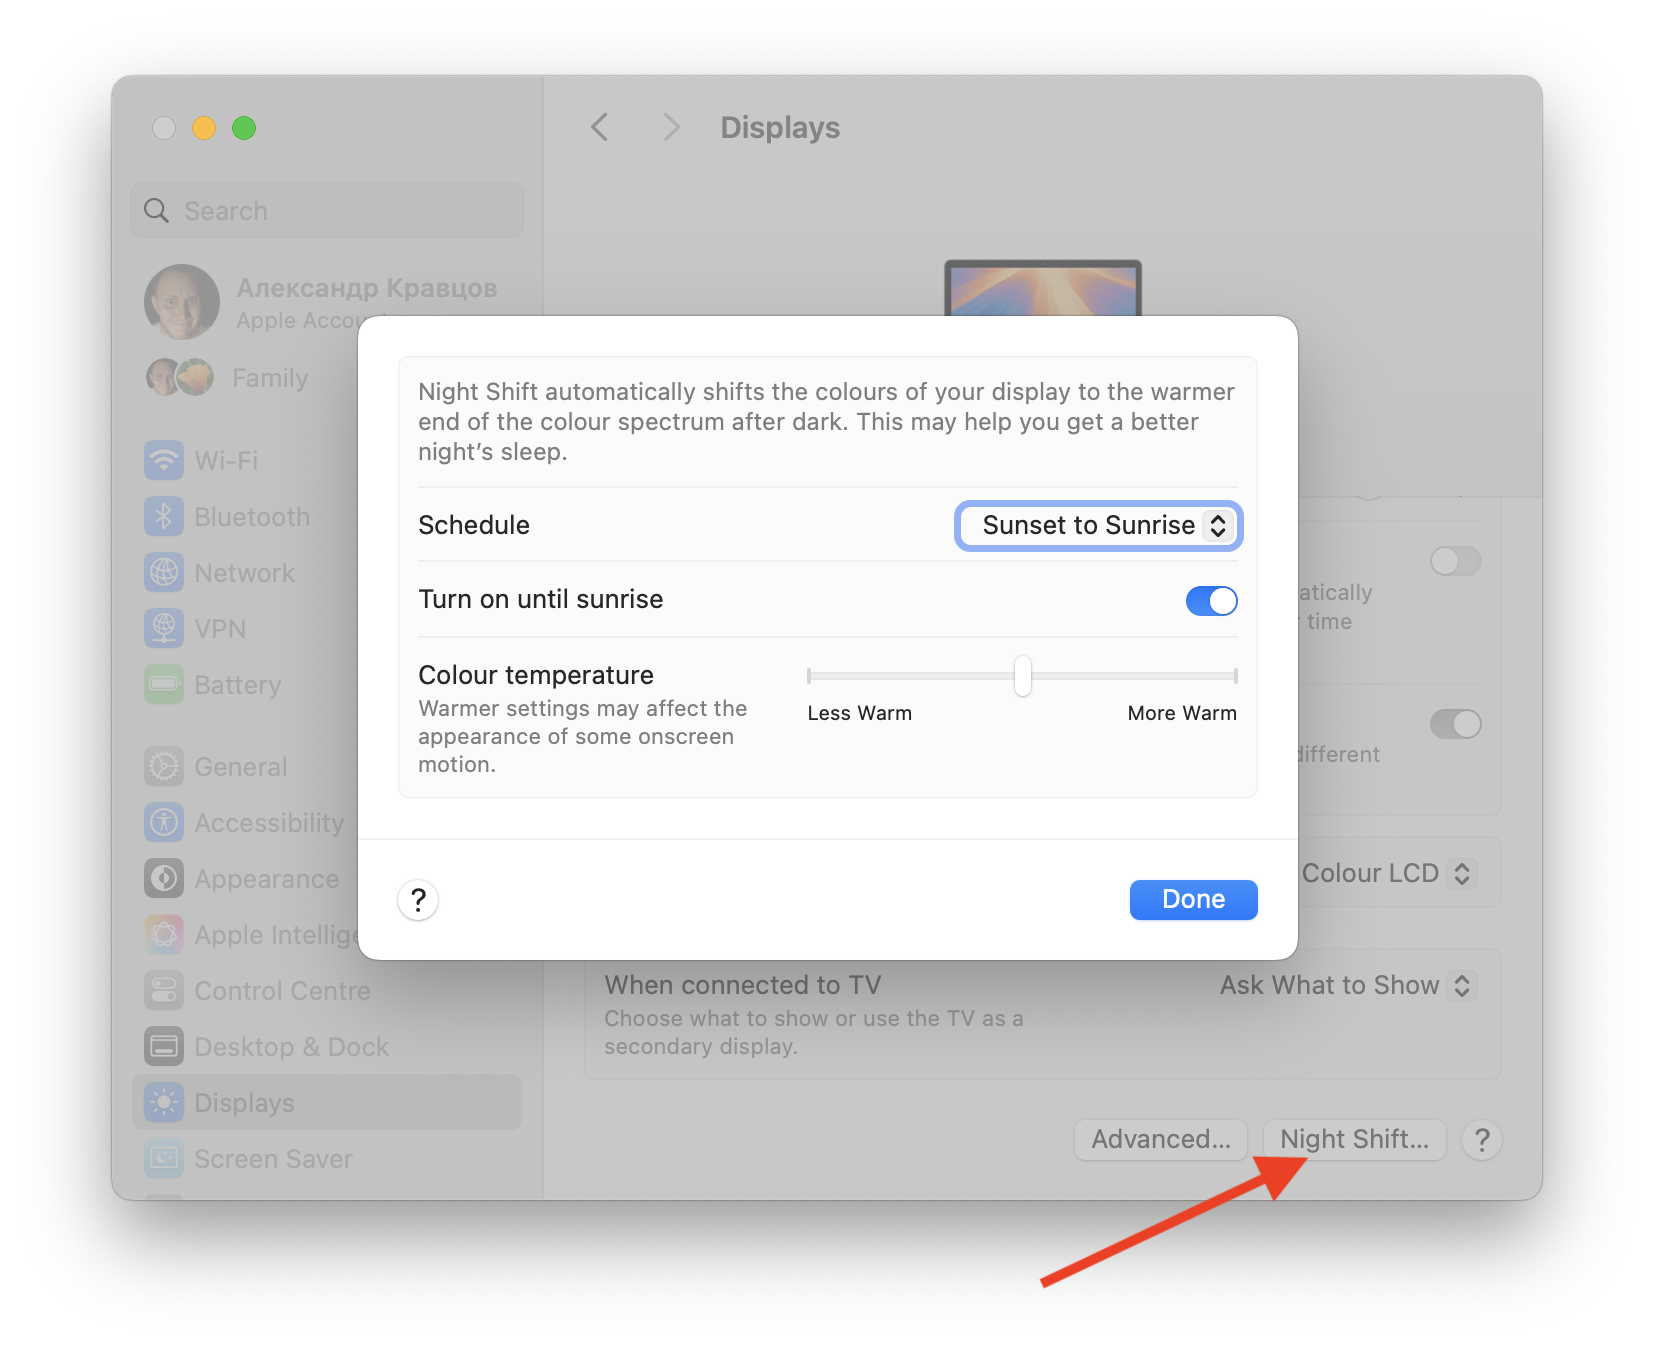 Displays
Search
Александр Кравцов
Apple
Family
Wi-Fi
Bluetooth
Network
VPN
Battery
General
Accessibility
Appearance
Apple
Control Centre
Desktop & Dock
Displays
Screen Saver
Night Shift automatically shifts the colours of your display to the warmer
end of the colour spectrum after dark. This may help you get a better
night's sleep.
Schedule
Sunset to Sunrise
Turn on until sunrise
Colour temperature
Warmer settings may affect the
appearance of some onscreen
motion.
Less Warm
More Warm
?
Done
time
different
Colour LCD
When connected to TV
Ask What to Show
Choose what to show or use the TV as a
secondary display.
Advanced...
Night Shift...
?